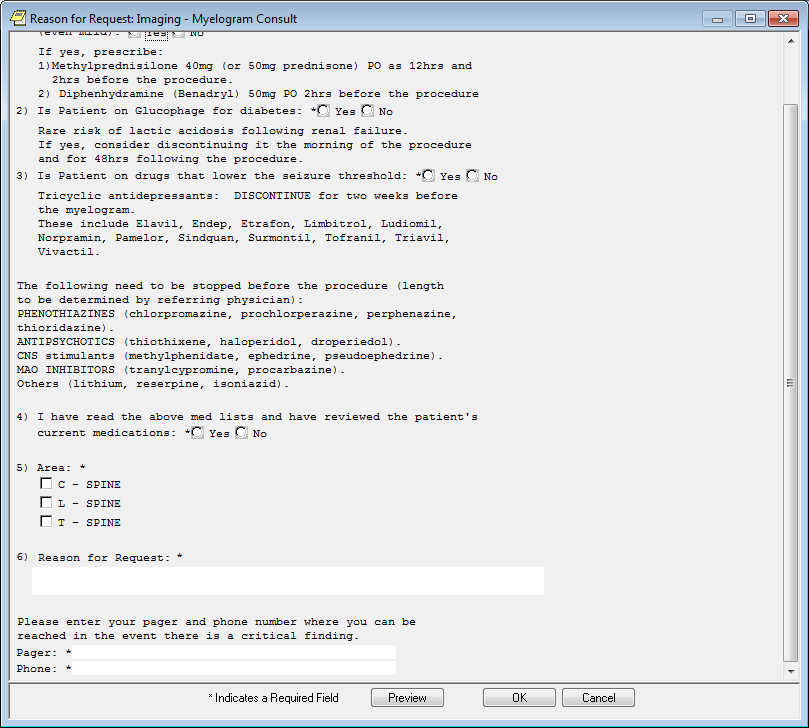 Reason for Request: Imaging - Myelogram Consult
(even mild): Yes No
If yes, prescribe:
1)Methylprednisilone 40mg (or 50mg prednisone) PO as 12hrs and
2hrs before the procedure.
2) Diphenhydramine (Benadryl) 50mg PO 2hrs before the procedure
2) Is Patient on Glucophage for diabetes: * Yes No
Rare risk of lactic acidosis following renal failure.
If yes, consider discontinuing it the morning of the procedure
and for 48hrs following the procedure.
3) Is Patient on drugs that lower the seizure threshold: * Yes No
Tricyclic antidepressants:  DISCONTINUE for two weeks before
the myelogram.
These include Elavil, Endep, Etrafon, Limbitrol, Ludiomil,
Norpramin, Pamelor, Sindquan, Surmontil, Tofranil, Triavil,
Vivactil.
The following need to be stopped before the procedure (length
to be determined by referring physician):
PHENOTHIAZINES (chlorpromazine, prochlorperazine, perphenazine,
thioridazine).
ANTIPSYCHOTICS (thiothixene, haloperidol, droperiedol).
CNS stimulants (methylphenidate, ephedrine, pseudoephedrine).
MAO INHIBITORS (tranylcypromine, procarbazine).
Others (lithium, reserpine, isoniazid).
4) I have read the above med lists and have reviewed the patient's
current medications: * Yes No
5) Area: *
C - SPINE
L - SPINE
T - SPINE
6) Reason for Request: *
Please enter your pager and phone number where you can be
reached in the event there is a critical finding.
Pager: *
Phone: *
* Indicates a Required Field Preview OK Cancel